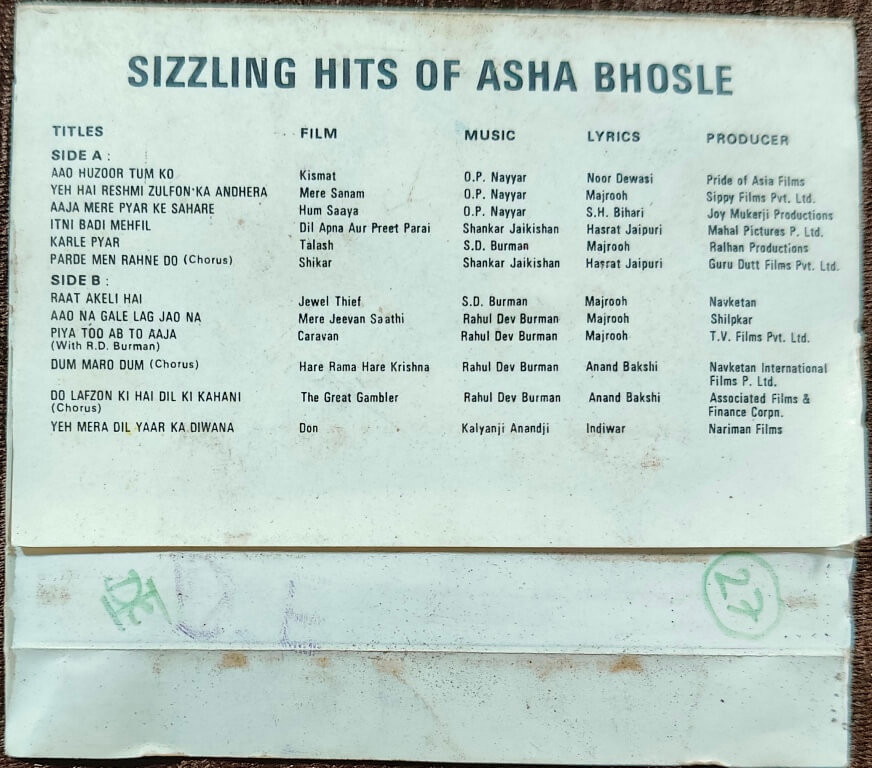 SIZZLING HITS OF ASHA BHOSLE
TITLES FILM MUSIC LYRICS PRODUCER
SIDE A :
AAO HUZOOR TUM KO Kismat O.P. Nayyar Noor Dewasi Pride of Asia Films
YEH HAI RESHMI ZULFON KA ANDHERA Mere Sanam O.P. Nayyar Majrooh Sippy Films Pvt. Ltd.
AAJA MERE PYAR KE SAHARE Hum Saaya O.P. Nayyar S.H. Bihari Joy Mukerji Productions
ITNI BADI MEHFIL Dil Apna Aur Preet Parai Shankar Jaikishan Hasrat Jaipuri Mahal Pictures P. Ltd.
KARLE PYAR Talash S.D. Burman Majrooh Ralhan Productions
PARDE MEN RAHNE DO (Chorus) Shikar Shankar Jaikishan Hasrat Jaipuri Guru Dutt Films Pvt. Ltd.
SIDE B :
RAAT AKELI HAI Jewel Thief S.D. Burman Majrooh Navketan
AAO NA GALE LAG JAO NA Mere Jeevan Saathi Rahul Dev Burman Majrooh Shilpkar
PIYA TOO AB TO AAJA Caravan Rahul Dev Burman Majrooh T.V. Films Pvt. Ltd.
(With R.D. Burman)
DUM MARO DUM (Chorus) Hare Rama Hare Krishna Rahul Dev Burman Anand Bakshi Navketan International
Films P. Ltd.
DO LAFZON KI HAI DIL KI KAHANI The Great Gambler Rahul Dev Burman Anand Bakshi Associated Films &
(Chorus) Finance Corpn.
YEH MERA DIL YAAR KA DIWANA Don Kalyanji Anandji Indiwar Nariman Films
27